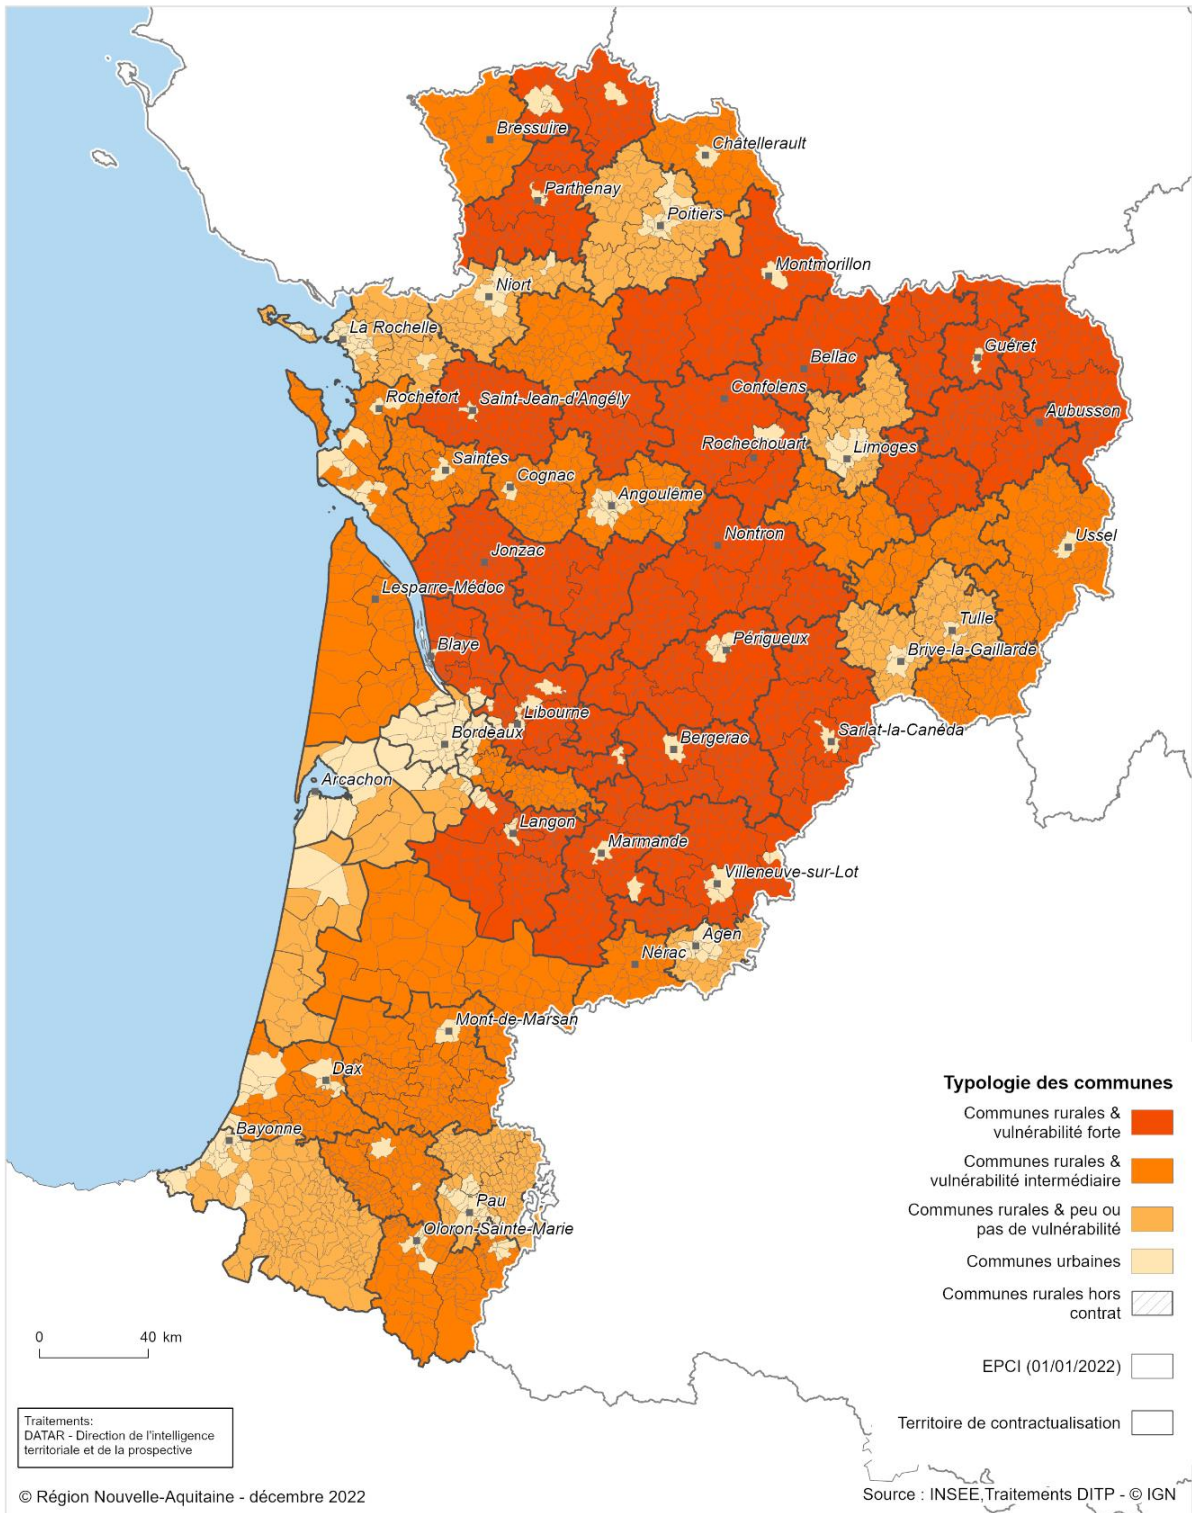 Bressuire
Châtellerault
Parthenay
Poitiers
Montmorillon
Niort
La Rochelle
Guéret
Bellac
Confolens
Rochefort
Saint-Jean-d'Angély
Aubusson
Rochechouart
Limoges
Saintes
Cognac
Angoulême
Nontron
Ussel
Jonzac
Lesparre-Médoc
Tulle
Périgueux
Blaye
Brive-la-Gaillarde
Libourne
Bordeaux
Bergerac
Sarlat-la-Canéda
Arcachon
Langon
Marmande
Villeneuve-sur-Lot
Agen
Nérac
Mont-de-Marsan
Dax
Bayonne
Pau
Oloron-Sainte-Marie
Typologie des communes
Communes rurales &
vulnérabilité forte
Communes rurales &
vulnérabilité intermédiaire
Communes rurales & peu ou
pas de vulnérabilité
Communes urbaines
Communes rurales hors
contrat
EPCI (01/01/2022)
Territoire de contractualisation
0 40 km
Traitements:
DATAR - Direction de l'intelligence
territoriale et de la prospective
© Région Nouvelle-Aquitaine - décembre 2022
Source : INSEE,Traitements DITP - © IGN